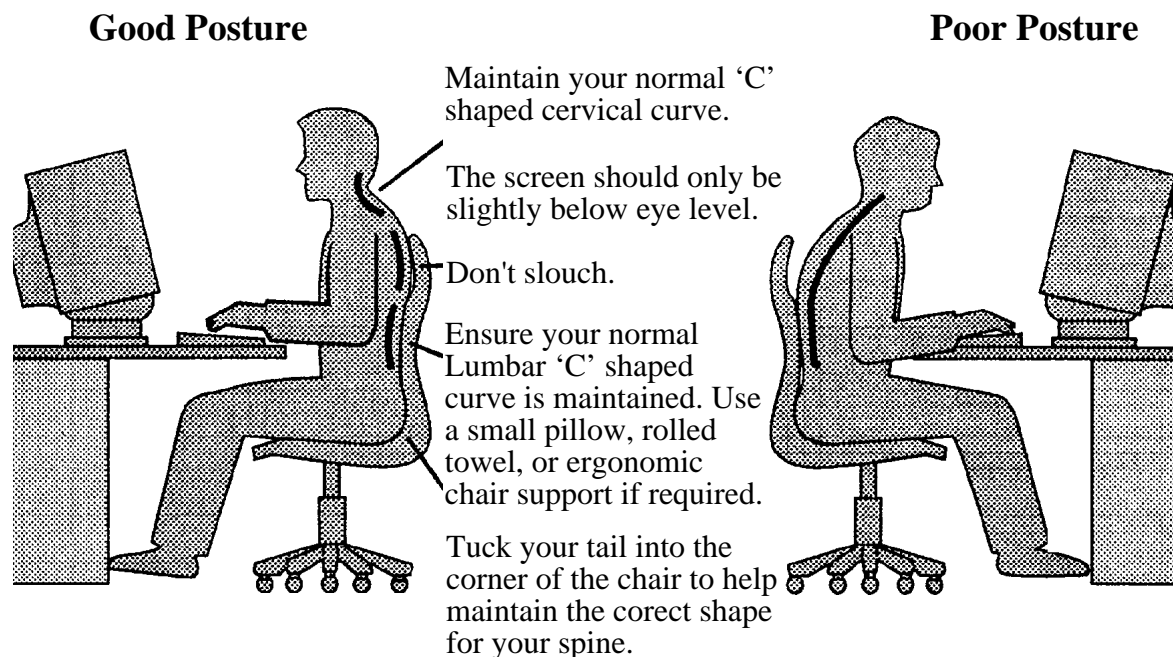 Good Posture
Poor Posture
Maintain your normal ‘C’
shaped cervical curve.
The screen should only be
slightly below eye level.
Don't slouch.
Ensure your normal
Lumbar ‘C’ shaped
curve is maintained. Use
a small pillow, rolled
towel, or ergonomic
chair support if required.
Tuck your tail into the
corner of the chair to help
maintain the corect shape
for your spine.